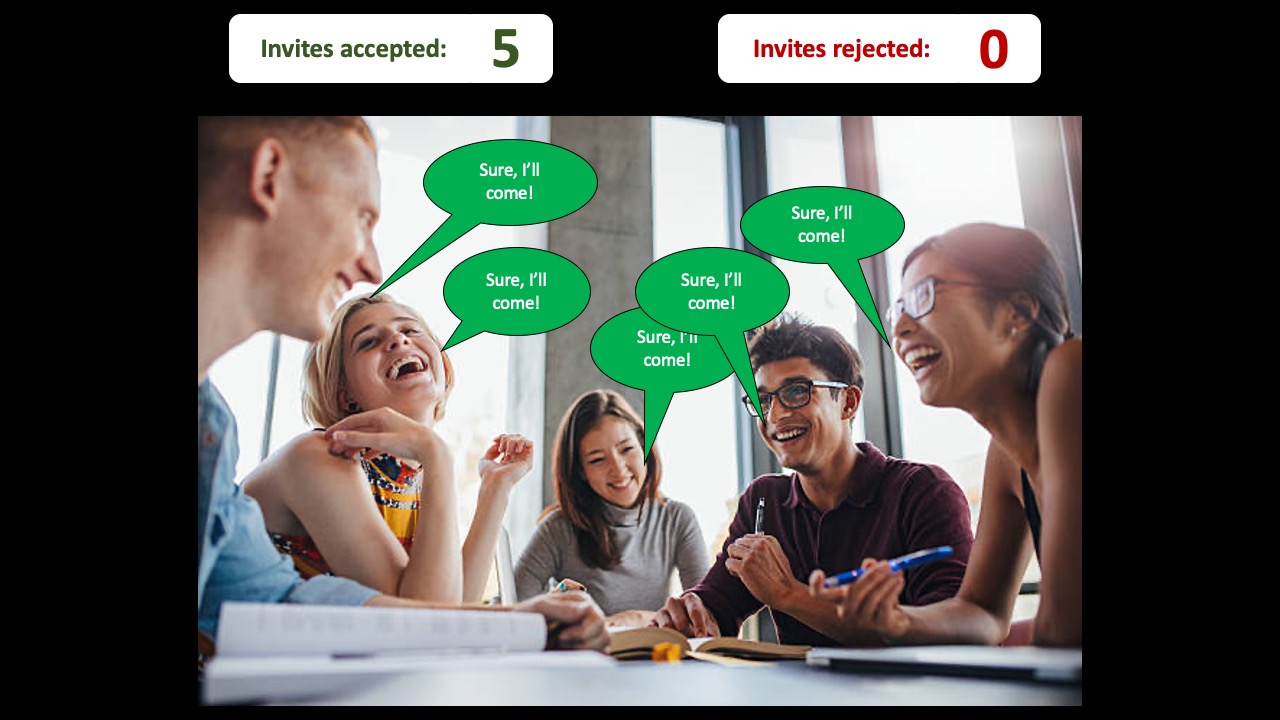 Invites accepted: 5
Invites rejected: 0
Sure, I’ll
come!
Sure, I’ll
come!
Sure, I’ll
come!
Sure, I’ll
come!
Sure, I’ll
come!